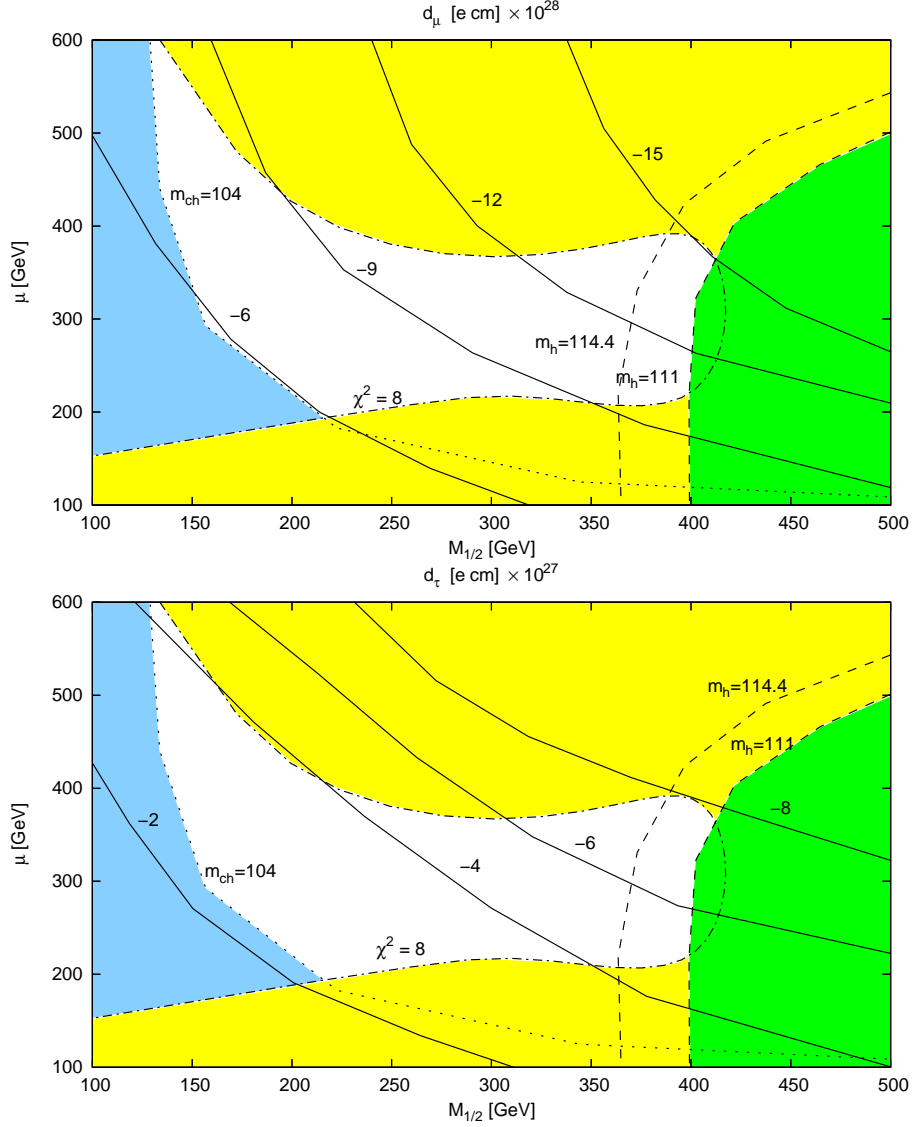 d_μ [e cm] × 10^28
600
500
400
300
200
100
μ [GeV]
m_ch=104
−6
−9
−12
−15
m_h=114.4
m_h=111
χ^2 = 8
100 150 200 250 300 350 400 450 500
M_1/2 [GeV]
d_τ [e cm] × 10^27
600
500
400
300
200
100
μ [GeV]
m_h=114.4
m_h=111
−2
−8
−6
−4
m_ch=104
χ^2 = 8
100 150 200 250 300 350 400 450 500
M_1/2 [GeV]